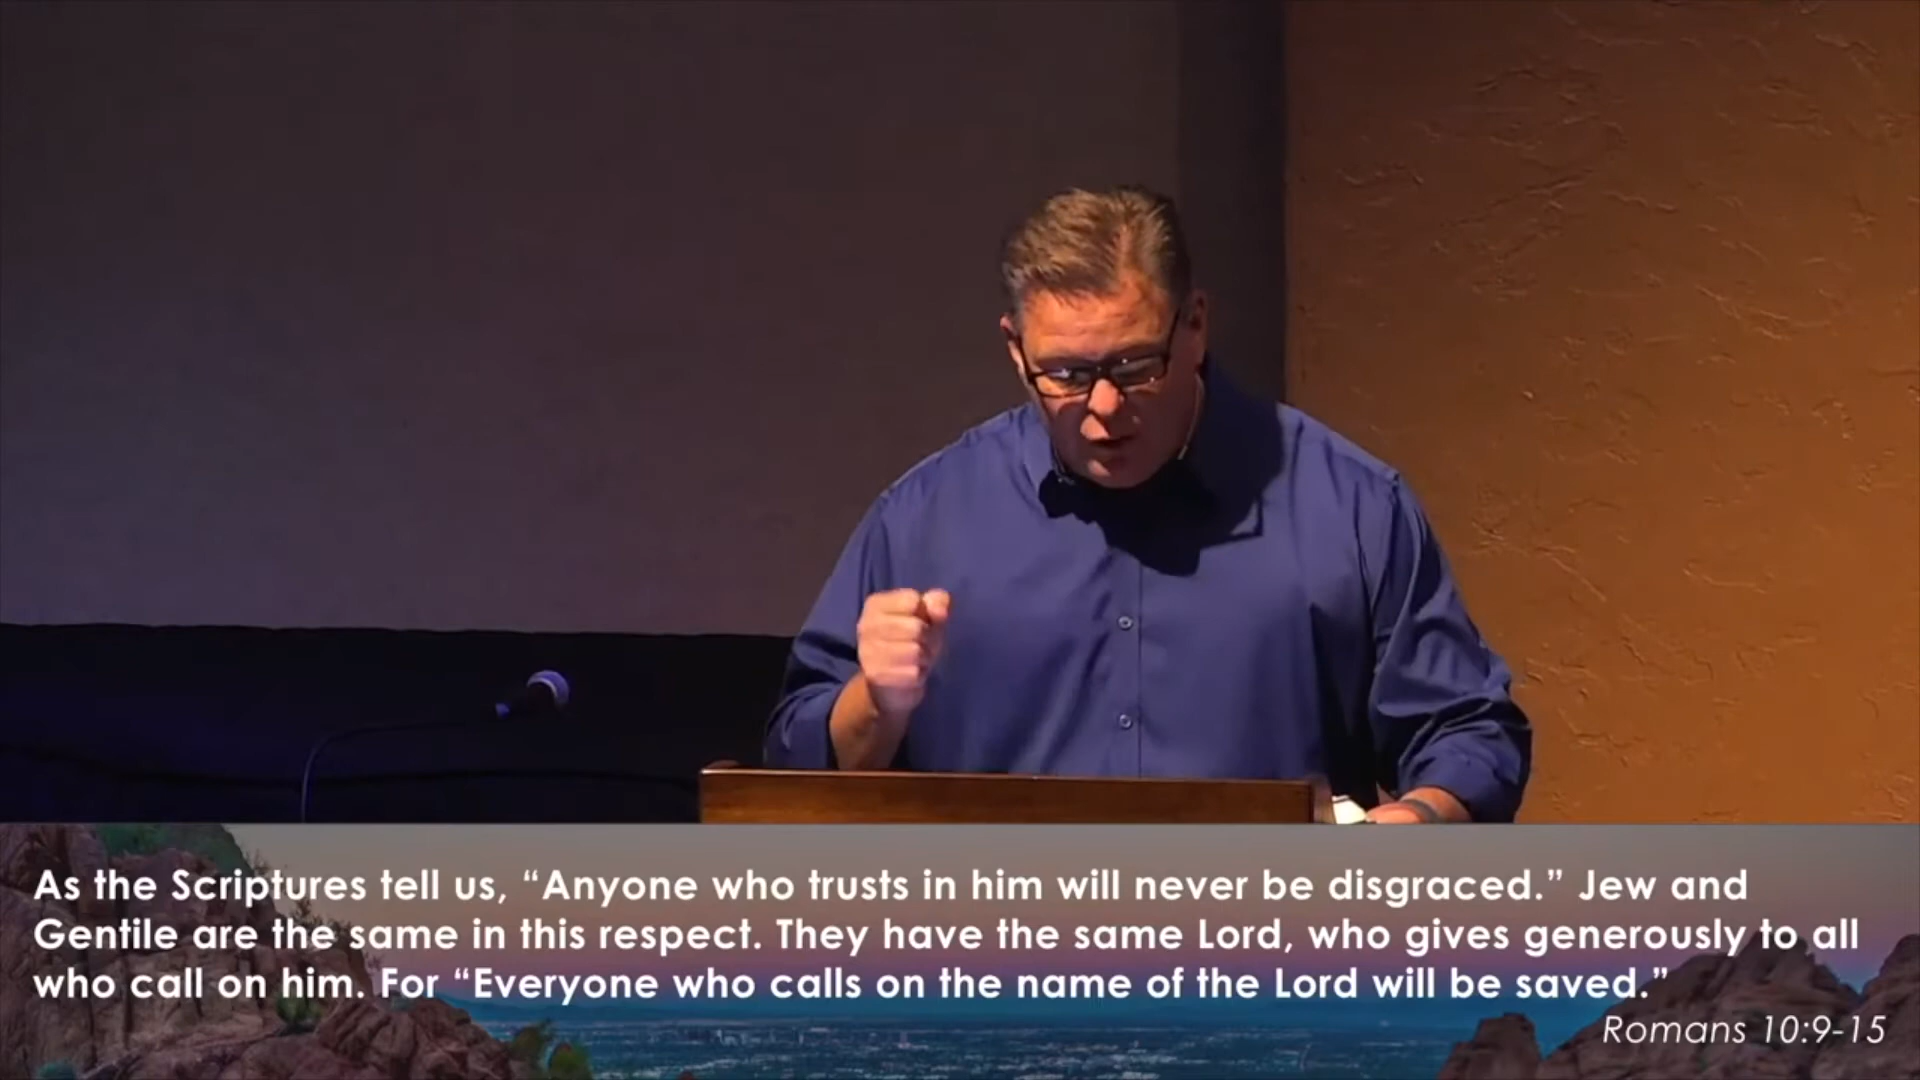 As the Scriptures tell us, “Anyone who trusts in him will never be disgraced.” Jew and
Gentile are the same in this respect. They have the same Lord, who gives generously to all
who call on him. For “Everyone who calls on the name of the Lord will be saved.”
Romans 10:9-15